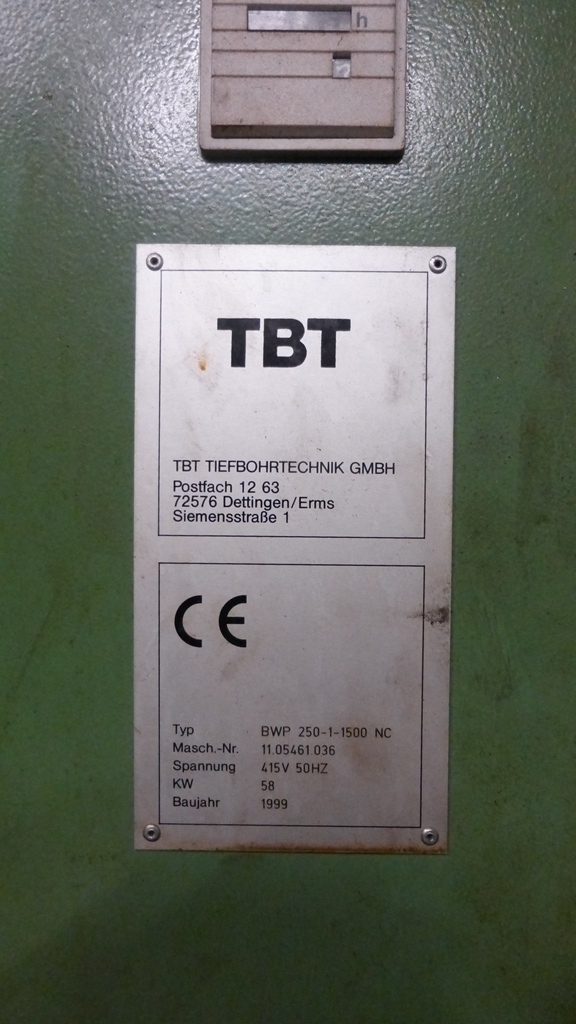 h
TBT
TBT TIEFBOHRTECHNIK GMBH
Postfach 12 63
72576 Dettingen/Erms
Siemensstraße 1
CE
Typ BWP 250-1-1500 NC
Masch.-Nr. 11.05461.036
Spannung 415V 50HZ
KW 58
Baujahr 1999